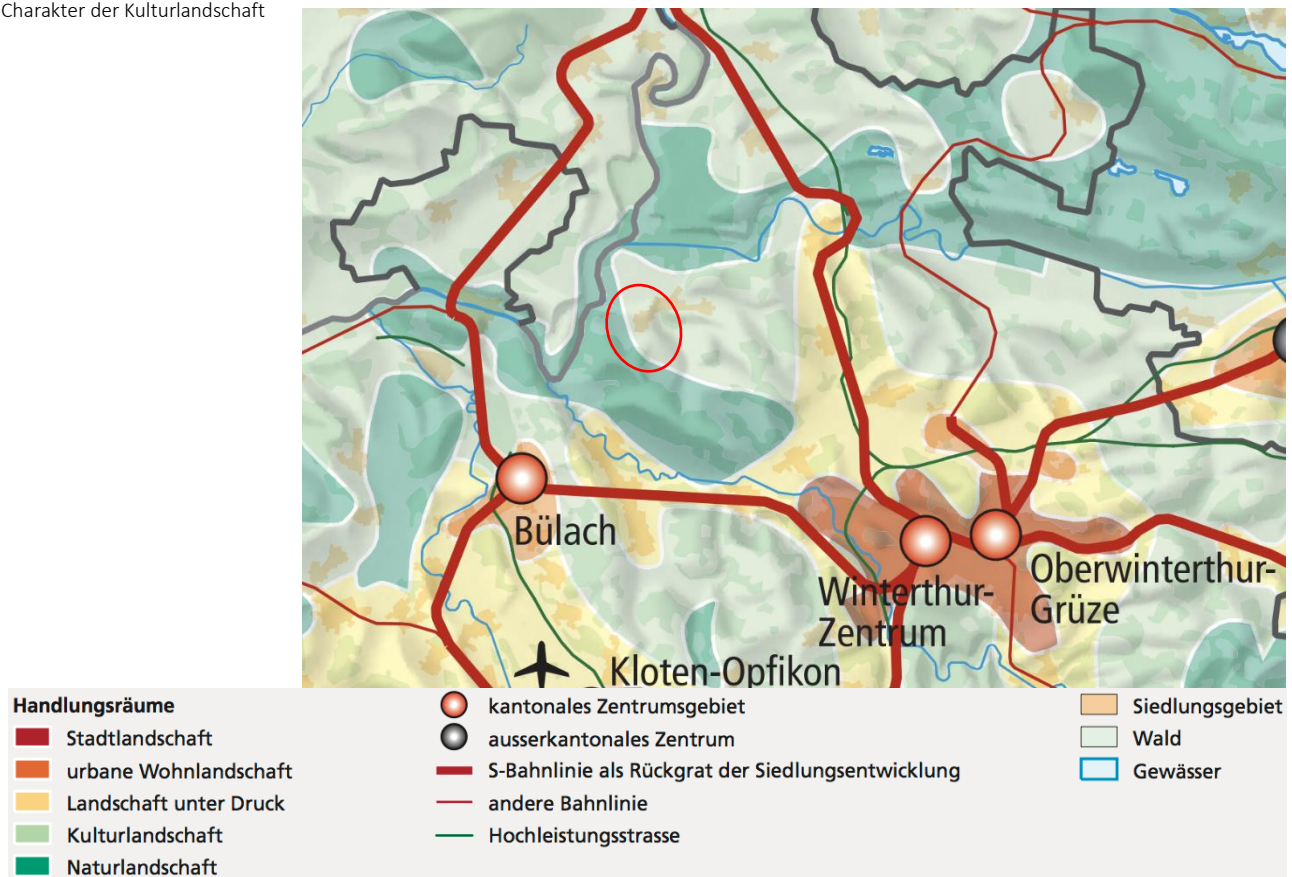 Charakter der Kulturlandschaft
Bülach
Winterthur-
Zentrum
Oberwinterthur-
Grüze
Kloten-Opfikon
Handlungsräume
Stadtlandschaft
urbane Wohnlandschaft
Landschaft unter Druck
Kulturlandschaft
Naturlandschaft
kantonales Zentrumsgebiet
ausserkantonales Zentrum
S-Bahnlinie als Rückgrat der Siedlungsentwicklung
andere Bahnlinie
Hochleistungsstrasse
Siedlungsgebiet
Wald
Gewässer